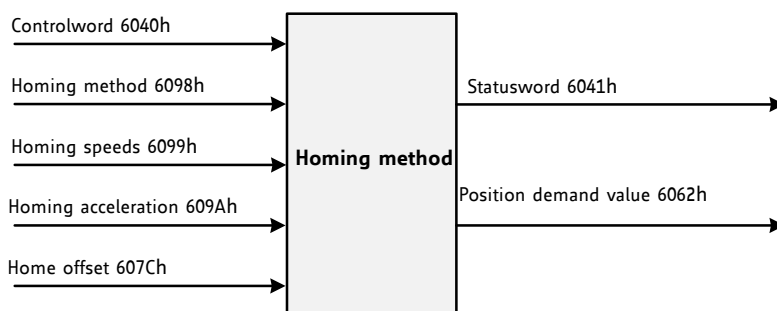 Controlword 6040h
Homing method 6098h
Homing speeds 6099h
Homing acceleration 609Ah
Home offset 607Ch
Homing method
Statusword 6041h
Position demand value 6062h